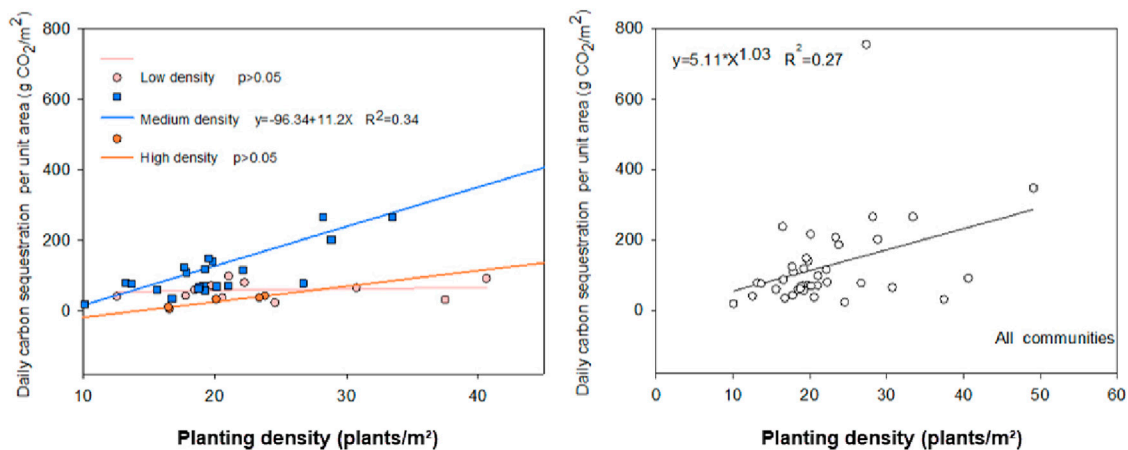 Daily carbon sequestration per unit area (g CO2/m²)
800
600
400
200
0
Low density p>0.05
Medium density y=-96.34+11.2X R²=0.34
High density p>0.05
10 20 30 40
Planting density (plants/m²)
Daily carbon sequestration per unit area (g CO2/m²)
800
600
400
200
0
y=5.11*X^1.03 R²=0.27
All communities
0 10 20 30 40 50 60
Planting density (plants/m²)